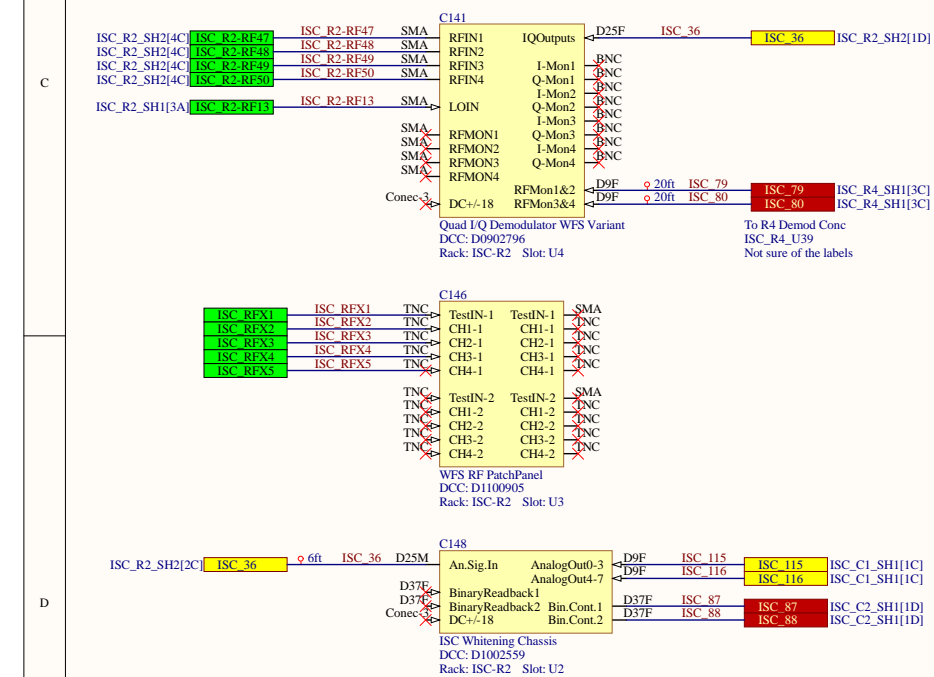 C
C141
ISC_R2_SH2[4C] ISC_R2-RF47 ISC_R2-RF47 SMA RFIN1 IQOutputs D25F ISC_36 ISC_36 ISC_R2_SH2[1D]
ISC_R2_SH2[4C] ISC_R2-RF48 ISC_R2-RF48 SMA RFIN2
ISC_R2_SH2[4C] ISC_R2-RF49 ISC_R2-RF49 SMA RFIN3 I-Mon1 BNC
ISC_R2_SH2[4C] ISC_R2-RF50 ISC_R2-RF50 SMA RFIN4 Q-Mon1 BNC
I-Mon2 BNC
ISC_R2_SH1[3A] ISC_R2-RF13 ISC_R2-RF13 SMA LOIN Q-Mon2 BNC
I-Mon3 BNC
SMA RFMON1 Q-Mon3 BNC
SMA RFMON2 I-Mon4 BNC
SMA RFMON3 Q-Mon4 BNC
SMA RFMON4
RFMon1&2 D9F 20ft ISC_79 ISC_79 ISC_R4_SH1[3C]
Conec-3 DC+/-18 RFMon3&4 D9F 20ft ISC_80 ISC_80 ISC_R4_SH1[3C]
Quad I/Q Demodulator WFS Variant
DCC: D0902796
Rack: ISC-R2 Slot: U4
To R4 Demod Conc
ISC_R4_U39
Not sure of the labels
C146
ISC_RFX1 ISC_RFX1 TNC TestIN-1 TestIN-1 SMA
ISC_RFX2 ISC_RFX2 TNC CH1-1 CH1-1 TNC
ISC_RFX3 ISC_RFX3 TNC CH2-1 CH2-1 TNC
ISC_RFX4 ISC_RFX4 TNC CH3-1 CH3-1 TNC
ISC_RFX5 ISC_RFX5 TNC CH4-1 CH4-1 TNC
TNC TestIN-2 TestIN-2 SMA
TNC CH1-2 CH1-2 TNC
TNC CH2-2 CH2-2 TNC
TNC CH3-2 CH3-2 TNC
TNC CH4-2 CH4-2 TNC
WFS RF PatchPanel
DCC: D1100905
Rack: ISC-R2 Slot: U3
D
C148
ISC_R2_SH2[2C] ISC_36 6ft ISC_36 D25M An.Sig.In AnalogOut0-3 D9F ISC_115 ISC_115 ISC_C1_SH1[1C]
AnalogOut4-7 D9F ISC_116 ISC_116 ISC_C1_SH1[1C]
D37F BinaryReadback1
D37F BinaryReadback2 Bin.Cont.1 D37F ISC_87 ISC_87 ISC_C2_SH1[1D]
Conec-3 DC+/-18 Bin.Cont.2 D37F ISC_88 ISC_88 ISC_C2_SH1[1D]
ISC Whitening Chassis
DCC: D1002559
Rack: ISC-R2 Slot: U2